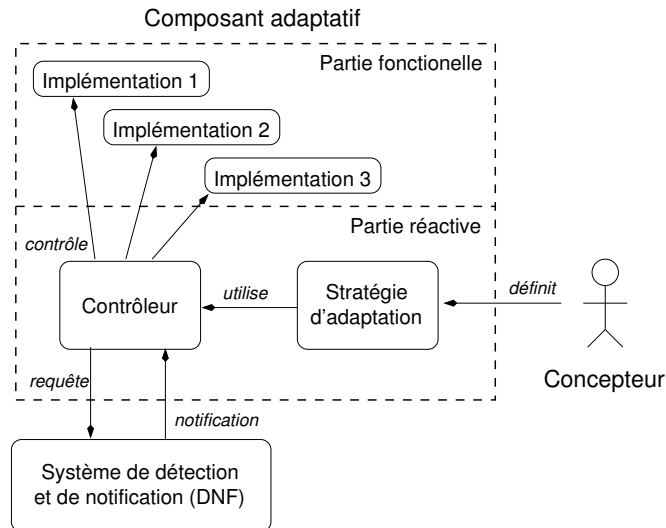 Composant adaptatif
Partie fonctionelle
Implémentation 1
Implémentation 2
Implémentation 3
Partie réactive
contrôle
Contrôleur
utilise
Stratégie
d'adaptation
définit
Concepteur
requête
notification
Système de détection
et de notification (DNF)